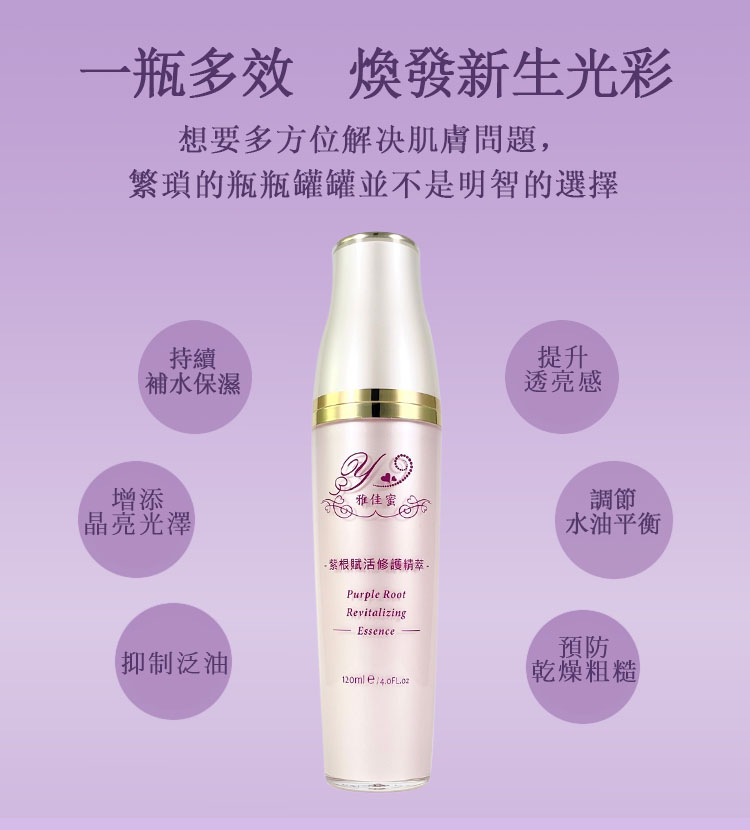 一瓶多效 煥發新生光彩
想要多方位解决肌膚問題,
繁瑣的瓶瓶罐罐並不是明智的選擇
持續
補水保濕
提升
透亮感
增添
晶亮光澤
調節
水油平衡
抑制泛油
預防
乾燥粗糙
雅佳蜜
紫根賦活修護精萃
Purple Root
Revitalizing
Essence
120ml e/4.0FL.oz